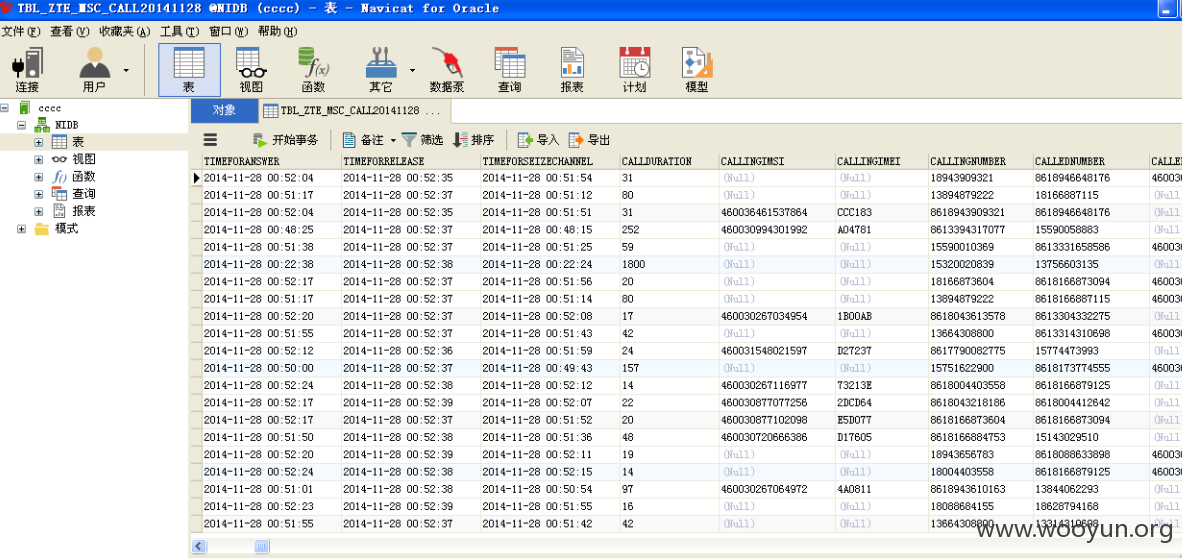 TBL_ZTE_MSC_CALL20141128 @NIDB (cccc) - 表 - Navicat for Oracle
文件(F) 查看(V) 收藏夹(A) 工具(T) 窗口(W) 帮助(H)
连接 用户 表 视图 函数 其它 数据泵 查询 报表 计划 模型
cccc
NIDB
表
视图
函数
查询
报表
模式
对象 TBL_ZTE_MSC_CALL20141128 ...
开始事务 备注 筛选 排序 导入 导出
TIMEFORANSWER TIMEFORRELEASE TIMEFORSEIZECHANNEL CALLDURATION CALLINGIMSI CALLINGIMEI CALLINGNUMBER CALLEDNUMBER CALLE
2014-11-28 00:52:04 2014-11-28 00:52:35 2014-11-28 00:51:54 31 (Null) (Null) 18943909321 8618946648176 460030
2014-11-28 00:51:17 2014-11-28 00:52:37 2014-11-28 00:51:12 80 (Null) (Null) 13894879222 18166887115 (Null)
2014-11-28 00:52:04 2014-11-28 00:52:35 2014-11-28 00:51:51 31 460036461537864 CCC183 8618943909321 8618946648176 (Null)
2014-11-28 00:48:25 2014-11-28 00:52:37 2014-11-28 00:48:15 252 460030994301992 A04781 8613394317077 15590058883 (Null)
2014-11-28 00:51:38 2014-11-28 00:52:37 2014-11-28 00:51:25 59 (Null) (Null) 15590010369 8613331658586 460030
2014-11-28 00:22:38 2014-11-28 00:52:38 2014-11-28 00:22:24 1800 (Null) (Null) 15320020839 13756603135 (Null)
2014-11-28 00:52:17 2014-11-28 00:52:37 2014-11-28 00:51:56 20 (Null) (Null) 18166873604 8618166873094 460030
2014-11-28 00:51:17 2014-11-28 00:52:37 2014-11-28 00:51:14 80 (Null) (Null) 13894879222 8618166887115 460030
2014-11-28 00:52:20 2014-11-28 00:52:37 2014-11-28 00:52:08 17 460030267034954 1B00AB 8618043613578 8613304332275 460030
2014-11-28 00:51:55 2014-11-28 00:52:37 2014-11-28 00:51:43 42 (Null) (Null) 13664308800 8613314310698 460030
2014-11-28 00:52:12 2014-11-28 00:52:36 2014-11-28 00:51:59 24 460031548021597 D27237 8617790082775 15774473993 (Null)
2014-11-28 00:50:00 2014-11-28 00:52:37 2014-11-28 00:49:43 157 (Null) (Null) 15751622900 8618173774555 460030
2014-11-28 00:52:24 2014-11-28 00:52:38 2014-11-28 00:52:12 14 460030267116977 73213E 8618004403558 8618166879125 (Null)
2014-11-28 00:52:17 2014-11-28 00:52:39 2014-11-28 00:52:07 22 460030877077256 2DCD64 8618043218186 8618004412642 (Null)
2014-11-28 00:52:17 2014-11-28 00:52:37 2014-11-28 00:51:52 20 460030877102098 E5D077 8618166873604 8618166873094 460030
2014-11-28 00:51:50 2014-11-28 00:52:38 2014-11-28 00:51:36 48 460030720666386 D17605 8618166884753 15143029510 (Null)
2014-11-28 00:52:20 2014-11-28 00:52:39 2014-11-28 00:52:11 19 (Null) (Null) 18943656783 8618088633898 460030
2014-11-28 00:52:24 2014-11-28 00:52:38 2014-11-28 00:52:15 14 (Null) (Null) 18004403558 8618166879125 460030
2014-11-28 00:51:01 2014-11-28 00:52:38 2014-11-28 00:50:54 97 460030267064972 4A0811 8618943610163 13844062293 (Null)
2014-11-28 00:52:23 2014-11-28 00:52:39 2014-11-28 00:51:55 16 (Null) (Null) 18088684155 18628794168 (Null)
2014-11-28 00:51:55 2014-11-28 00:52:37 2014-11-28 00:51:42 42 (Null) (Null) 13664308800 13314310698 (Null)
www.wooyun.org